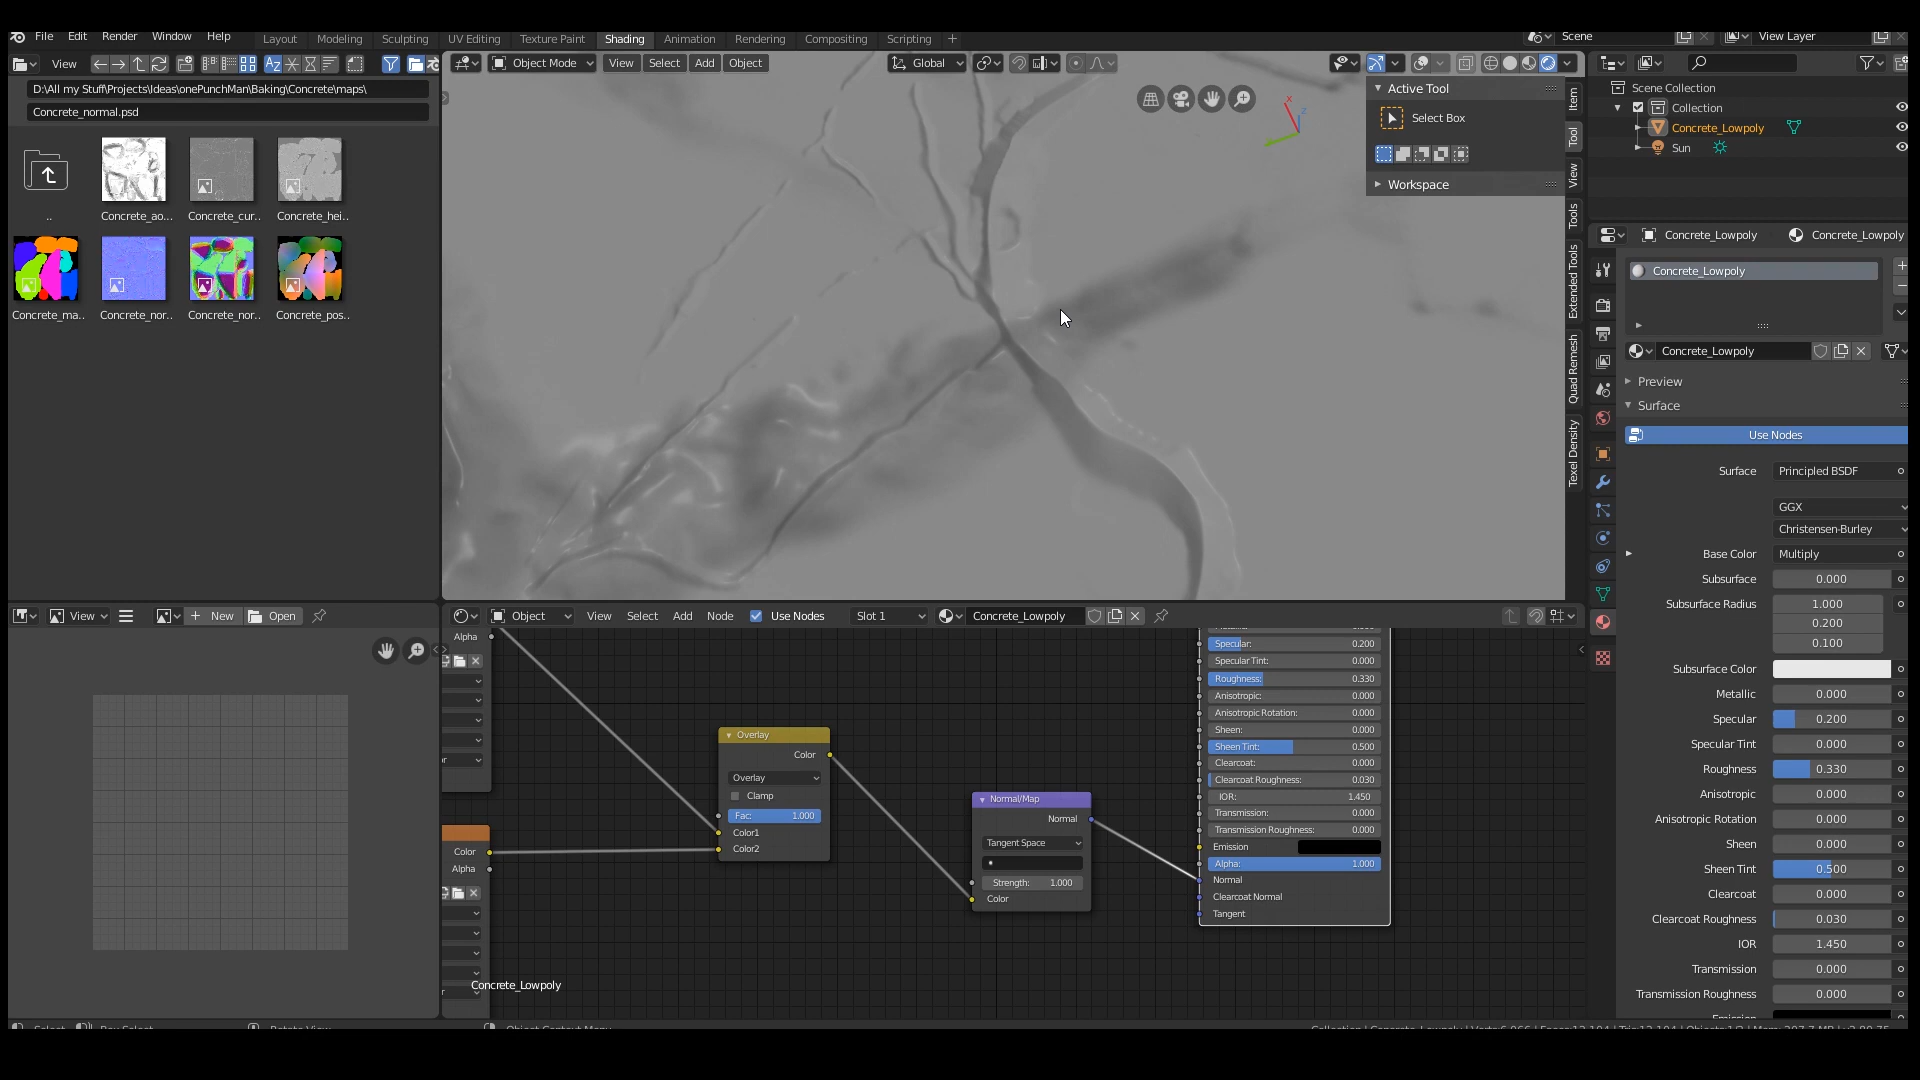 File Edit Render Window Help Layout Modeling Sculpting UV Editing Texture Paint Shading Animation Rendering Compositing Scripting + Scene View Layer
View
D:\All my Stuff\Projects\Ideas\onePunchMan\Baking\Concrete\maps\
Concrete_normal.psd
..
Concrete_ao...
Concrete_cur..
Concrete_hei..
Concrete_ma..
Concrete_nor..
Concrete_nor..
Concrete_pos..
Object Mode View Select Add Object Global
Active Tool
Select Box
Workspace
Item
Tool
View
Tools
Extended Tools
Quad Remesh
Texel Density
Scene Collection
Collection
Concrete_Lowpoly
Sun
Concrete_Lowpoly Concrete_Lowpoly
Concrete_Lowpoly
Concrete_Lowpoly
Preview
Surface
Use Nodes
Surface Principled BSDF
GGX
Christensen-Burley
Base Color Multiply
Subsurface 0.000
Subsurface Radius 1.000
0.200
0.100
Subsurface Color
Metallic 0.000
Specular 0.200
Specular Tint 0.000
Roughness 0.330
Anisotropic 0.000
Anisotropic Rotation 0.000
Sheen 0.000
Sheen Tint 0.500
Clearcoat 0.000
Clearcoat Roughness 0.030
IOR 1.450
Transmission 0.000
Transmission Roughness 0.000
View New Open
Object View Select Add Node Use Nodes Slot 1 Concrete_Lowpoly
Alpha
Color
Alpha
Concrete_Lowpoly
Overlay
Color
Overlay
Clamp
Fac: 1.000
Color1
Color2
Normal/Map
Normal
Tangent Space
Strength: 1.000
Color
Specular: 0.200
Specular Tint: 0.000
Roughness: 0.330
Anisotropic: 0.000
Anisotropic Rotation: 0.000
Sheen: 0.000
Sheen Tint: 0.500
Clearcoat: 0.000
Clearcoat Roughness: 0.030
IOR: 1.450
Transmission: 0.000
Transmission Roughness: 0.000
Emission
Alpha: 1.000
Normal
Clearcoat Normal
Tangent